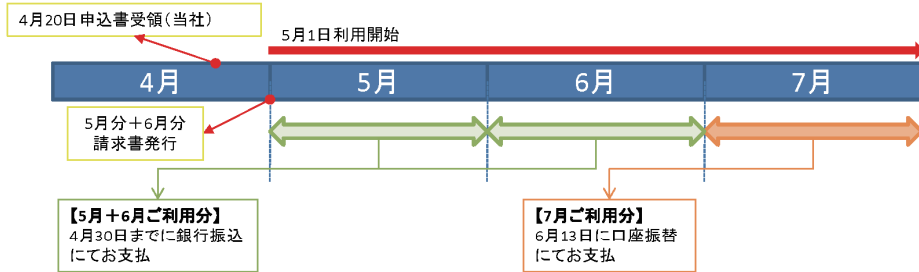 4月20日申込書受領(当社)
5月1日利用開始
4月
5月
6月
7月
5月分＋6月分
請求書発行
【5月＋6月ご利用分】
4月30日までに銀行振込
にてお支払
【7月ご利用分】
6月13日に口座振替
にてお支払